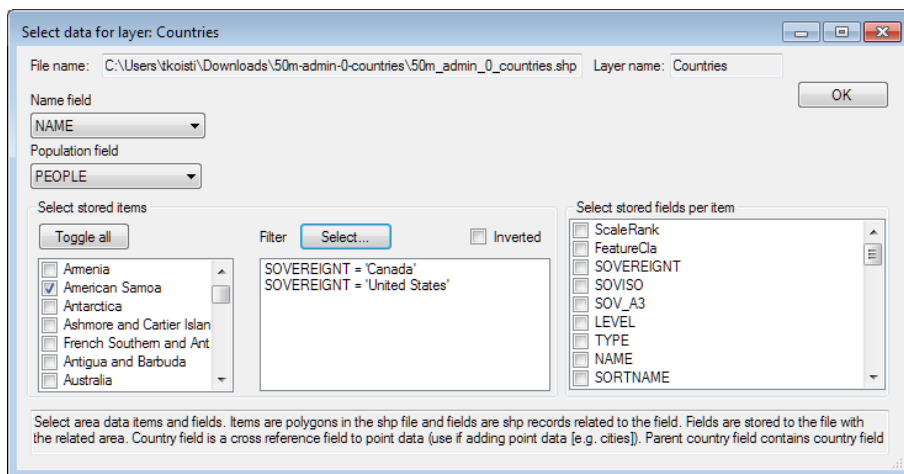 Select data for layer: Countries
File name: C:\Users\tkoisti\Downloads\50m-admin-0-countries\50m_admin_0_countries.shp Layer name: Countries
OK
Name field
NAME
Population field
PEOPLE
Select stored items
Toggle all Filter Select... Inverted
Armenia
American Samoa
Antarctica
Ashmore and Cartier Islan
French Southern and Ant
Antigua and Barbuda
Australia
SOVEREIGNT = 'Canada'
SOVEREIGNT = 'United States'
Select stored fields per item
ScaleRank
FeatureCla
SOVEREIGNT
SOVISO
SOV_A3
LEVEL
TYPE
NAME
SORTNAME
Select area data items and fields. Items are polygons in the shp file and fields are shp records related to the field. Fields are stored to the file with
the related area. Country field is a cross reference field to point data (use if adding point data [e.g. cities]). Parent country field contains country field